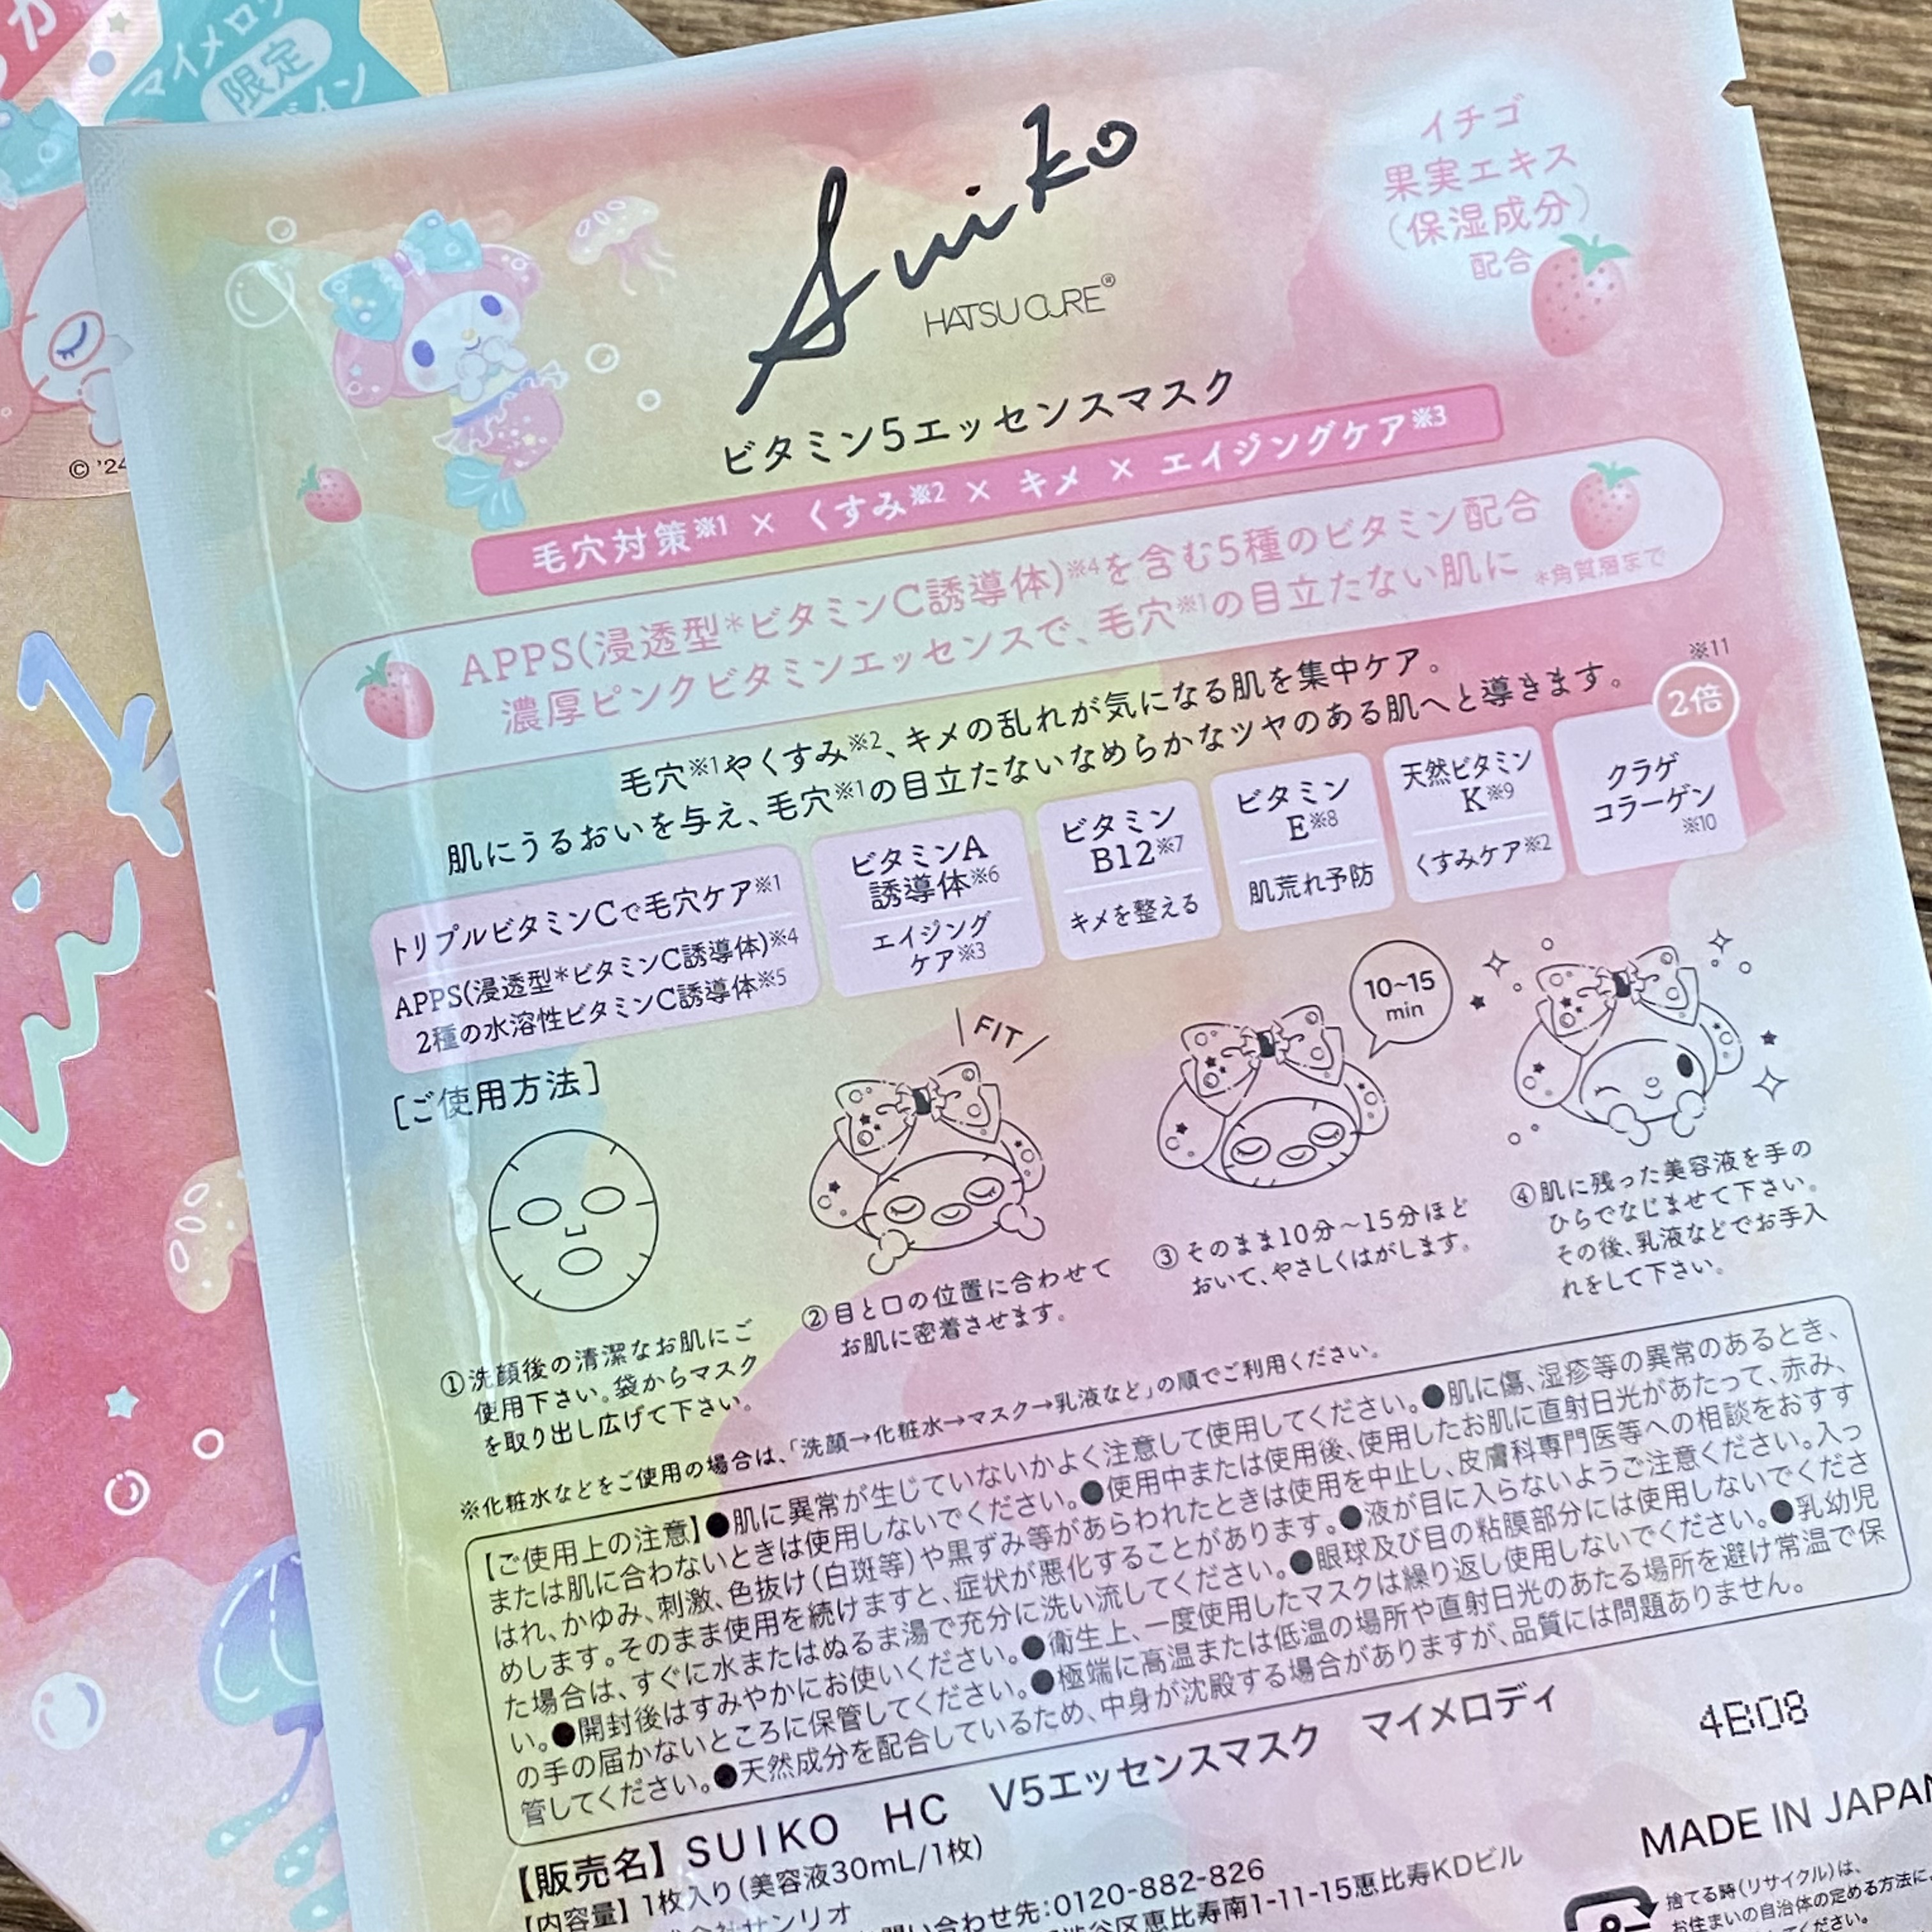 マイメロ
限定
© '24
Suiko
HATSU CURE®
イチゴ
果実エキス
（保湿成分）
配合
ビタミン5エッセンスマスク
毛穴対策※1 × くすみ※2 × キメ × エイジングケア※3
APPS(浸透型*ビタミンC誘導体)※4を含む5種のビタミン配合
濃厚ピンクビタミンエッセンスで、毛穴※1の目立たない肌に
*角質層まで
毛穴※1やくすみ※2、キメの乱れが気になる肌を集中ケア。
肌にうるおいを与え、毛穴※1の目立たないなめらかなツヤのある肌へと導きます。
トリプルビタミンCで毛穴ケア※1
APPS(浸透型*ビタミンC誘導体)※4
2種の水溶性ビタミンC誘導体※5
ビタミンA
誘導体※6
エイジング
ケア※3
ビタミン
B12※7
キメを整える
ビタミン
E※8
肌荒れ予防
天然ビタミン
K※9
くすみケア※2
※11
2倍
クラゲ
コラーゲン
※10
［ご使用方法］
FIT
10~15
min
①洗顔後の清潔なお肌にご
使用下さい。袋からマスク
を取り出し広げて下さい。
②目と口の位置に合わせて
お肌に密着させます。
③そのまま10分～15分ほど
おいて、やさしくはがします。
④肌に残った美容液を手の
ひらでなじませて下さい。
その後、乳液などでお手入
れをして下さい。
※化粧水などをご使用の場合は、「洗顔→化粧水→マスク→乳液など」の順でご利用ください。
【ご使用上の注意】●肌に異常が生じていないかよく注意して使用してください。●肌に傷、湿疹等の異常のあるとき、
または肌に合わないときは使用しないでください。●使用中または使用後、使用したお肌に直射日光があたって、赤み、
はれ、かゆみ、刺激、色抜け（白斑等）や黒ずみ等があらわれたときは使用を中止し、皮膚科専門医等への相談をおすす
めします。そのまま使用を続けますと、症状が悪化することがあります。●液が目に入らないようご注意ください。入っ
た場合は、すぐに水またはぬるま湯で充分に洗い流してください。●眼球及び目の粘膜部分には使用しないでくださ
い。●開封後はすみやかにお使いください。●衛生上、一度使用したマスクは繰り返し使用しないでください。●乳幼児
の手の届かないところに保管してください。●極端に高温または低温の場所や直射日光のあたる場所を避け常温で保
管してください。●天然成分を配合しているため、中身が沈殿する場合がありますが、品質には問題ありません。
【販売名】SUIKO HC V5エッセンスマスク マイメロディ
4B08
【内容量】1枚入り（美容液30mL/1枚）
MADE IN JAPAN
会社サンリオ
い合わせ先：0120-882-826
谷区恵比寿南1-11-15恵比寿KDビル
捨てる時（リサイクル）は、
お住まいの自治体の定める方法に